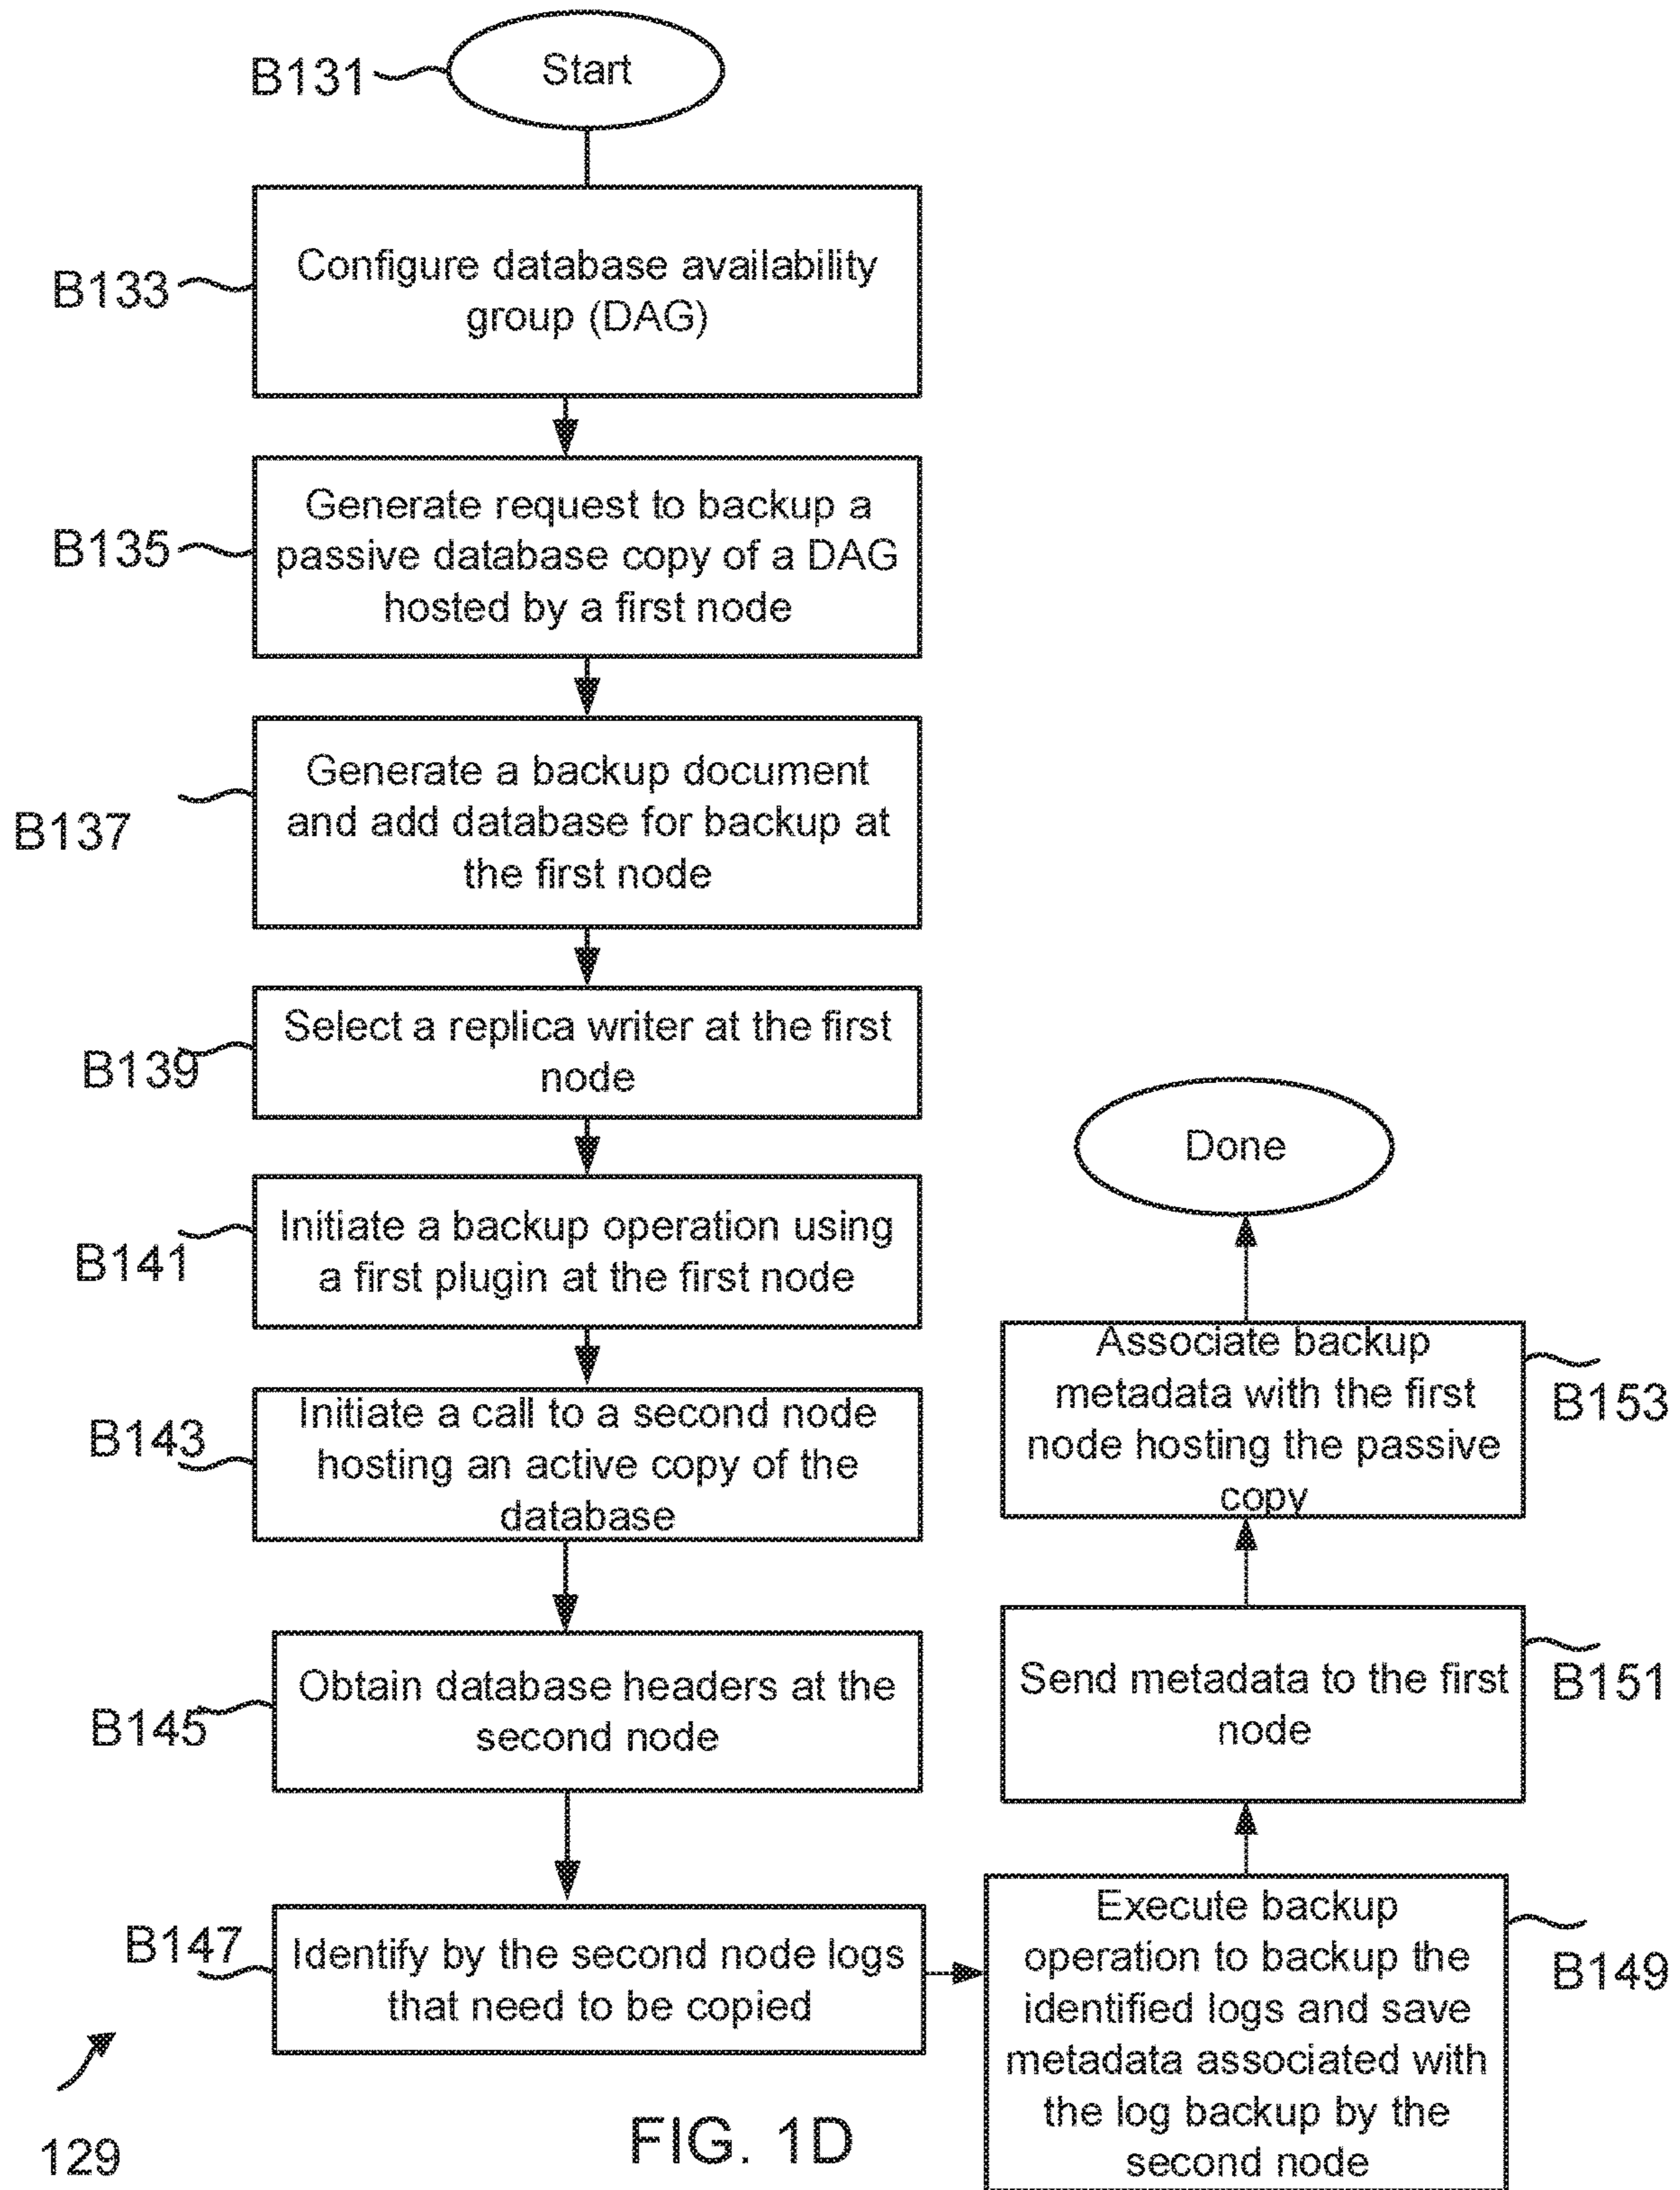 B131
Start
B133
Configure database availability
group (DAG)
B135
Generate request to backup a
passive database copy of a DAG
hosted by a first node
B137
Generate a backup document
and add database for backup at
the first node
B139
Select a replica writer at the first
node
B141
Initiate a backup operation using
a first plugin at the first node
B143
Initiate a call to a second node
hosting an active copy of the
database
B145
Obtain database headers at the
second node
B147
Identify by the second node logs
that need to be copied
Execute backup
operation to backup the
identified logs and save
metadata associated with
the log backup by the
second node
B149
Send metadata to the first
node
B151
Associate backup
metadata with the first
node hosting the passive
copy
B153
Done
129
FIG. 1D